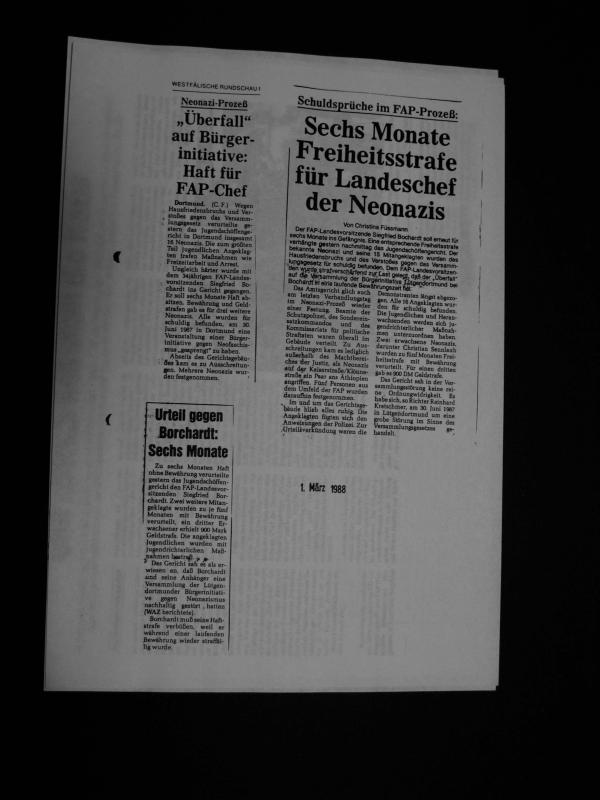 WESTFÄLISCHE RUNDSCHAU
Neonazi-Prozeß
„Überfall"
auf Bürger-
initiative:
Haft für
FAP-Chef
Dortmund. (C. F.) Wegen
Hausfriedensbruchs und Ver-
stoßes gegen das Versamm-
lungsgesetz verurteilte ge-
stern das Jugendschöffenge-
richt in Dortmund insgesamt
16 Neonazis. Die zum größten
Teil jugendlichen Angeklag-
ten trafen Maßnahmen wie
Freizeitarbeit und Arrest.
Ungleich härter wurde mit
dem 34jährigen FAP-Landes-
vorsitzenden Siegfried Bor-
chardt ins Gericht gegangen.
Er soll sechs Monate Haft ab-
sitzen. Bewährung und Geld-
strafen gab es für drei weitere
Neonazis. Alle wurden für
schuldig befunden, am 30.
Juni 1987 in Dortmund eine
Veranstaltung einer Bürger-
initiative gegen Neofaschis-
mus „gesprengt" zu haben.
Abseits des Gerichtsgebäu-
des kam es zu Ausschreitun-
gen. Mehrere Neonazis wur-
den festgenommen.
Schuldsprüche im FAP-Prozeß:
Sechs Monate
Freiheitsstrafe
für Landeschef
der Neonazis
Von Christina Füssmann
Der FAP-Landesvorsitzende Siegfried Bochardt soll erneut für
sechs Monate ins Gefängnis. Eine entsprechende Freiheitsstrafe
verhängte gestern nachmittag das Jugendschöffengericht. Der
bekannte Neonazi und seine 15 Mitangeklagten wurden des
Hausfriedensbruchs und des Verstoßes gegen das Versamm-
lungsgesetz für schuldig befunden. Dem FAP-Landesvorsitzen-
den wurde strafverschärfend zur Last gelegt, daß der „Überfall"
auf die Versammlung der Bürgerinitiative Lütgendortmund bei
Bochardt in eine laufende Bewährungszeit fiel.
Das Amtsgericht glich auch
am letzten Verhandlungstag
im Neonazi-Prozeß wieder
einer Festung. Beamte der
Schutzpolizei, des Sonderein-
satzkommandos und des
Kommissariats für politische
Straftaten waren überall im
Gebäude verteilt. Zu Aus-
schreitungen kam es lediglich
außerhalb des Machtberei-
ches der Justiz, als Neonazis
auf der Kaiserstraße/Klönne-
straße ein Paar aus Äthiopien
angriffen. Fünf Personen aus
dem Umfeld der FAP wurden
daraufhin festgenommen.
Im und um das Gerichtsge-
bäude blieb alles ruhig. Die
Angeklagten fügten sich den
Anweisungen der Polizei. Zur
Urteilsverkündung waren die
Demonstranten längst abgezo-
gen. Alle 16 Angeklagten wur-
den für schuldig befunden.
Die Jugendlichen und Heran-
wachsenden werden sich ju-
gendrichterlicher Maßnah-
men unterzuordnen haben.
Zwei erwachsene Neonazis,
darunter Christian Sennlaub
wurden zu fünf Monaten Frei-
heitsstrafe mit Bewährung
verurteilt. Für einen dritten
gab es 900 DM Geldstrafe.
Das Gericht sah in der Ver-
sammlungsstörung keine rei-
ne Ordnungswidrigkeit. Es
habe sich, so Richter Reinhard
Kretschmer, am 30. Juni 1987
in Lütgendortmund um eine
grobe Störung im Sinne des
Versammlungsgesetzes ge-
handelt.
Urteil gegen
Borchardt:
Sechs Monate
Zu sechs Monaten Haft
ohne Bewährung verurteilte
gestern das Jugendschöffen-
gericht den FAP-Landesvor-
sitzenden Siegfried Bor-
chardt. Zwei weitere Mitan-
geklagte wurden zu je fünf
Monaten mit Bewährung
verurteilt, ein dritter Er-
wachsener erhielt 900 Mark
Geldstrafe. Die angeklagten
Jugendlichen wurden mit
jugendrichterlichen Maß-
nahmen bestraft.
Das Gericht sah es als er-
wiesen an, daß Borchardt
und seine Anhänger eine
Versammlung der Lütgen-
dortmunder Bürgerinitiati-
ve gegen Neonazismus
nachhaltig gestört hatten
(WAZ berichtete).
Borchardt muß seine Haft-
strafe verbüßen, weil er
während einer laufenden
Bewährung wieder straffäl-
lig wurde.
1. März 1988